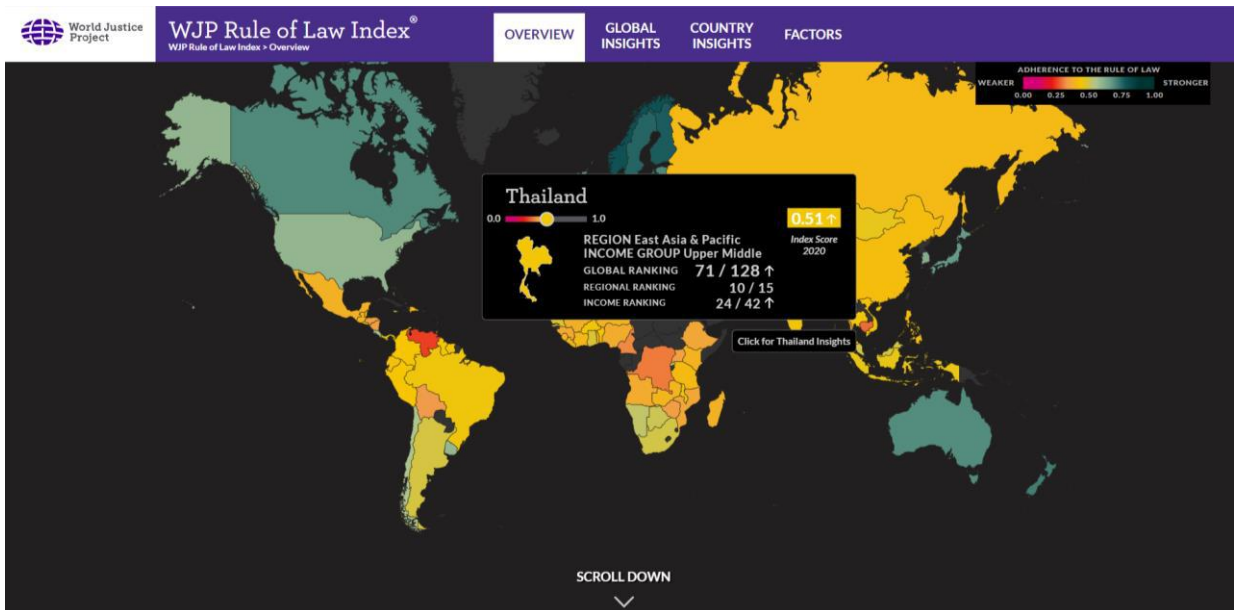 World Justice
Project
WJP Rule of Law Index®
WJP Rule of Law Index > Overview
OVERVIEW
GLOBAL
INSIGHTS
COUNTRY
INSIGHTS
FACTORS
ADHERENCE TO THE RULE OF LAW
WEAKER STRONGER
0.00 0.25 0.50 0.75 1.00
Thailand
0.0 1.0
0.51 ↑
Index Score
2020
REGION East Asia & Pacific
INCOME GROUP Upper Middle
GLOBAL RANKING 71 / 128 ↑
REGIONAL RANKING 10 / 15
INCOME RANKING 24 / 42 ↑
Click for Thailand Insights
SCROLL DOWN